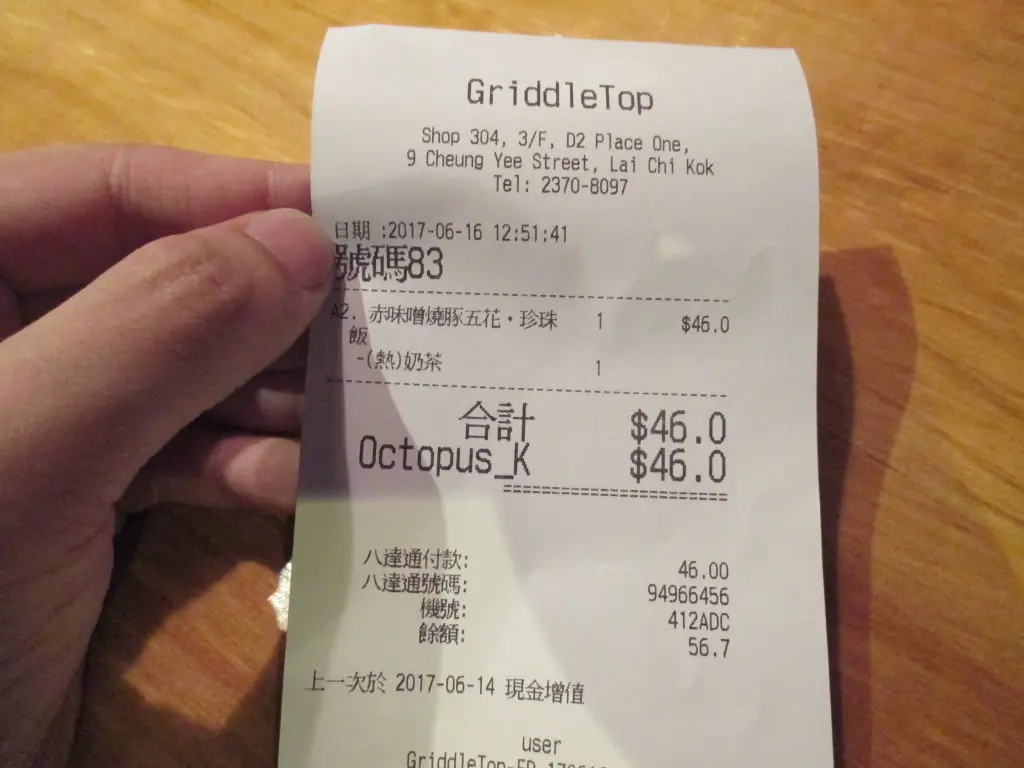 GriddleTop
Shop 304, 3/F, D2 Place One,
9 Cheung Yee Street, Lai Chi Kok
Tel: 2370-8097
日期 :2017-06-16 12:51:41
號碼83
A2. 赤味噌燒豚五花・珍珠 1 $46.0
飯
-(熱)奶茶 1
合計 $46.0
Octopus_K $46.0
八達通付款: 46.00
八達通號碼: 94966456
機號: 412ADC
餘額: 56.7
上一次於 2017-06-14 現金增值
user